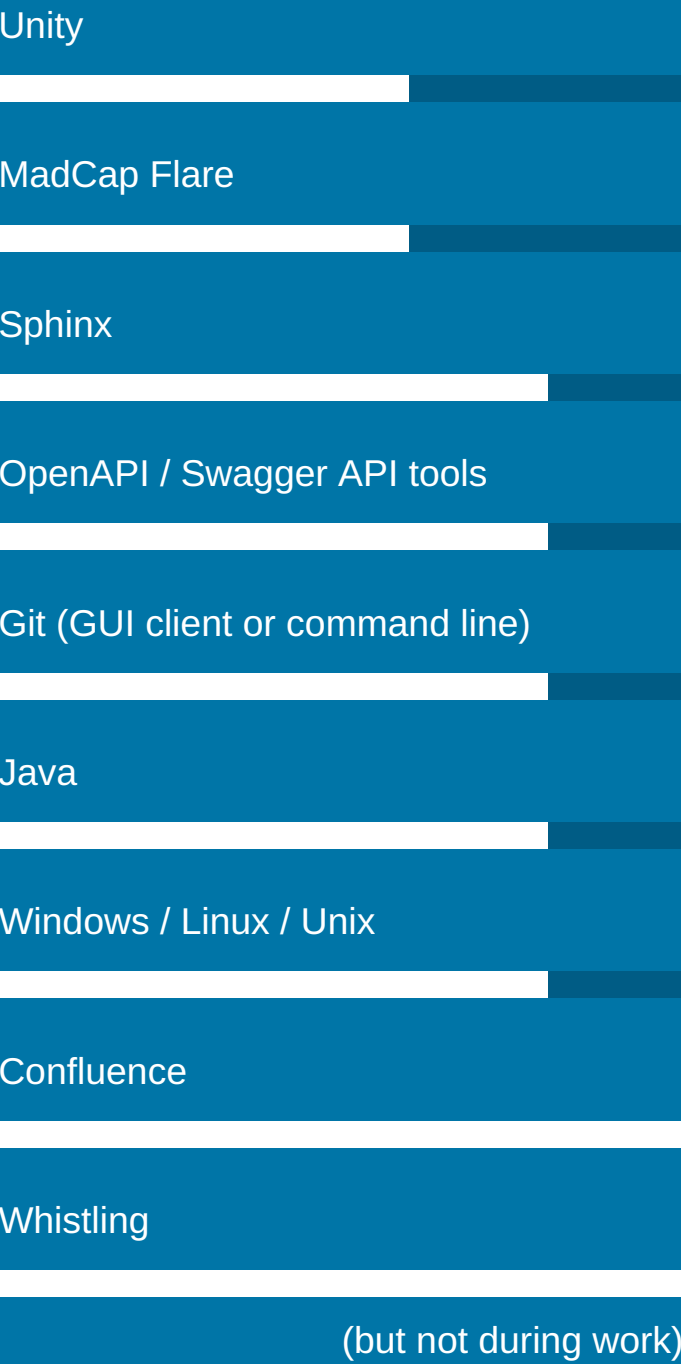 Unity
MadCap Flare
Sphinx
OpenAPI / Swagger API tools
Git (GUI client or command line)
Java
Windows / Linux / Unix
Confluence
Whistling
(but not during work)